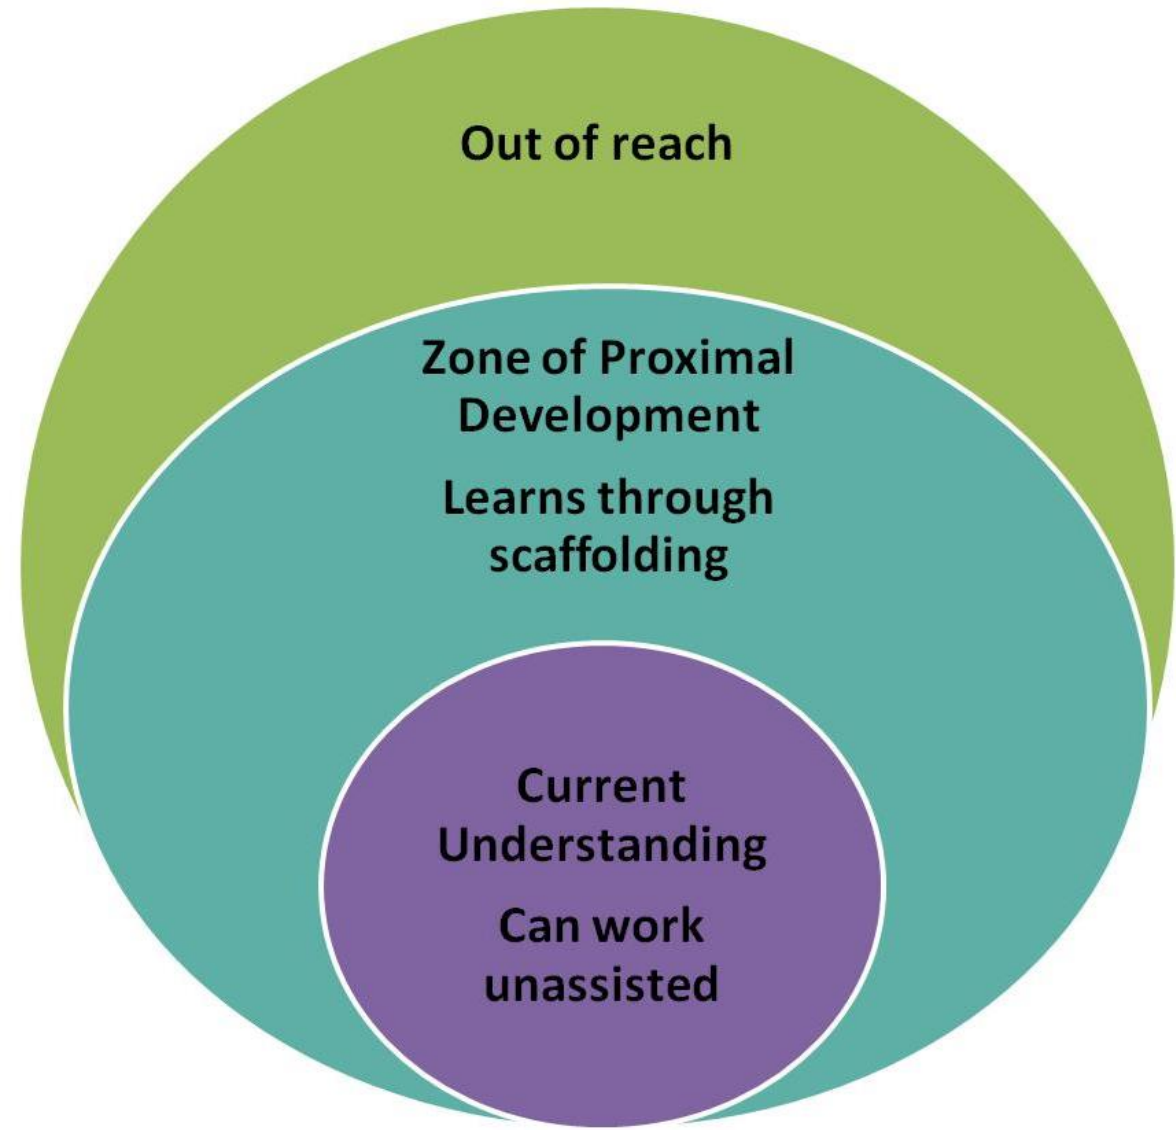 Out of reach
Zone of Proximal
Development
Learns through
scaffolding
Current
Understanding
Can work
unassisted